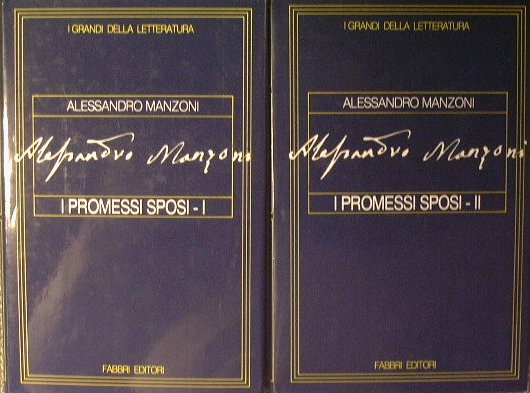 I GRANDI DELLA LETTERATURA
ALESSANDRO MANZONI
Alessandro Manzoni
I PROMESSI SPOSI - I
FABBRI EDITORI
I GRANDI DELLA LETTERATURA
ALESSANDRO MANZONI
Alessandro Manzoni
I PROMESSI SPOSI - II
FABBRI EDITORI